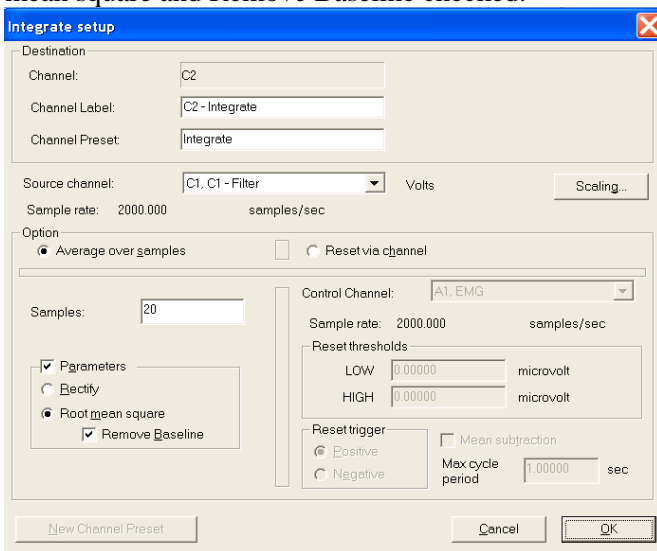 mean square and Remove Baseline checked.
Integrate setup
Destination
Channel: C2
Channel Label: C2 - Integrate
Channel Preset: Integrate
Source channel: C1, C1 - Filter Volts Scaling...
Sample rate: 2000.000 samples/sec
Option
Average over samples Reset via channel
Control Channel: A1, EMG
Samples: 20
Sample rate: 2000.000 samples/sec
Reset thresholds
Parameters
LOW 0.00000 microvolt
Rectify
HIGH 0.00000 microvolt
Root mean square
Remove Baseline
Reset trigger
Mean subtraction
Positive
Negative
Max cycle period 1.00000 sec
New Channel Preset Cancel OK